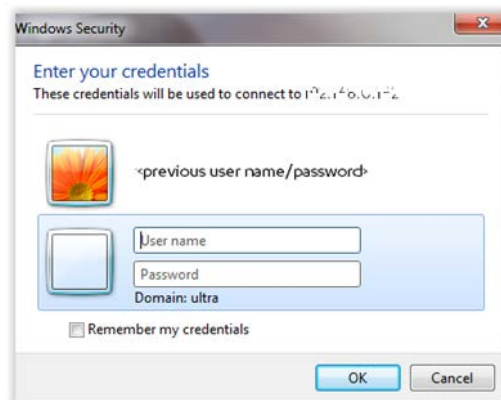 Windows Security
Enter your credentials
These credentials will be used to connect to
<previous user name/password>
User name
Password
Domain: ultra
Remember my credentials
OK
Cancel